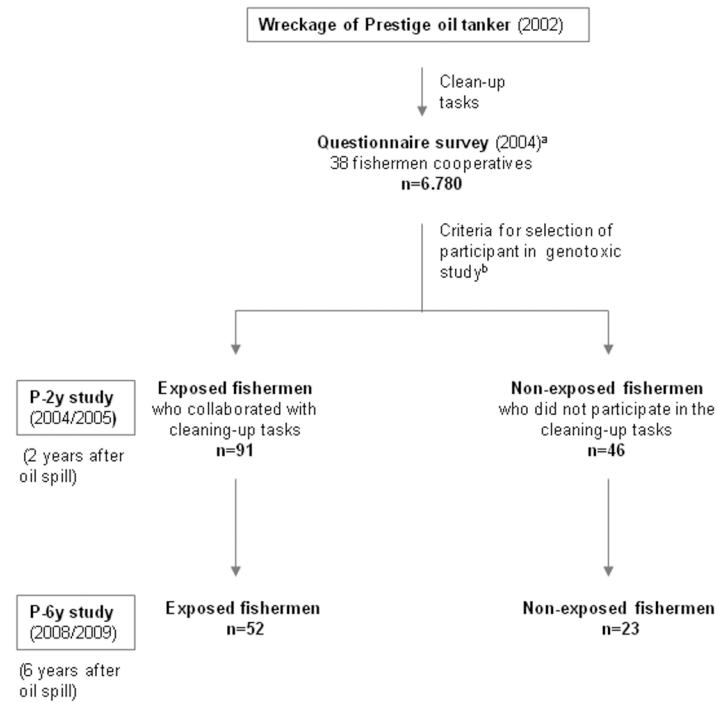 Wreckage of Prestige oil tanker (2002)
Clean-up
tasks
Questionnaire survey (2004)ª
38 fishermen cooperatives
n=6.780
Criteria for selection of
participant in genotoxic
studyᵇ
P-2y study
(2004/2005)
(2 years after
oil spill)
Exposed fishermen
who collaborated with
cleaning-up tasks
n=91
Non-exposed fishermen
who did not participate in the
cleaning-up tasks
n=46
P-6y study
(2008/2009)
(6 years after
oil spill)
Exposed fishermen
n=52
Non-exposed fishermen
n=23